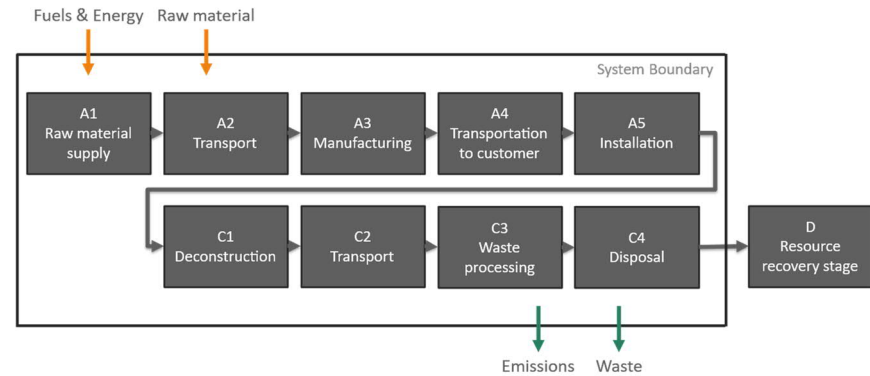 Fuels & Energy
Raw material
System Boundary
A1
Raw material
supply
A2
Transport
A3
Manufacturing
A4
Transportation
to customer
A5
Installation
C1
Deconstruction
C2
Transport
C3
Waste
processing
C4
Disposal
D
Resource
recovery stage
Emissions
Waste